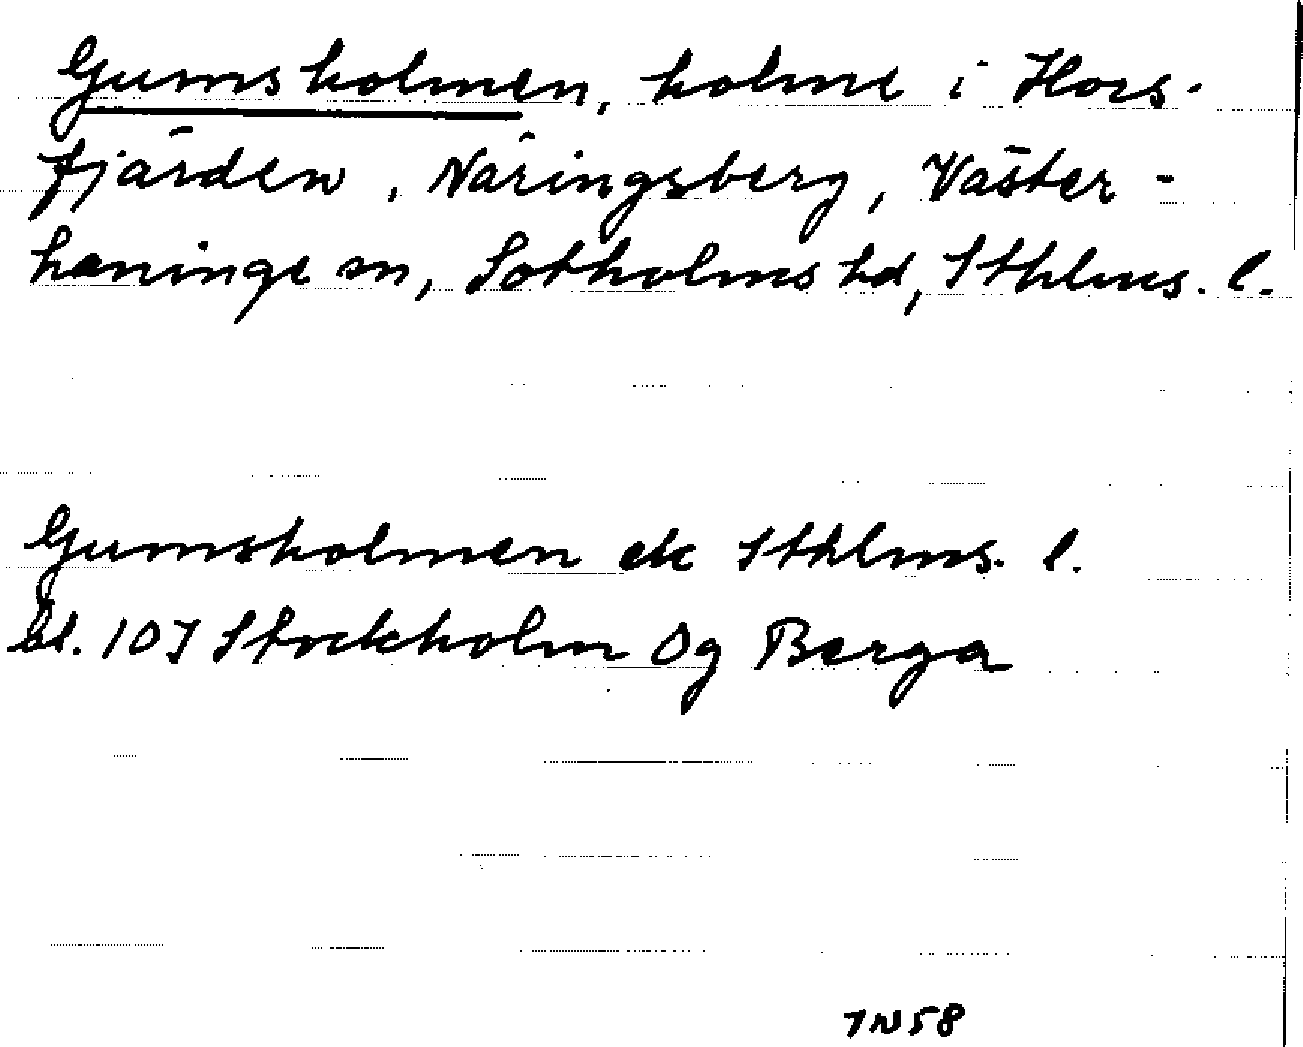 Gumsholmen, holme i Hors-
fjärden, Näringsberg, Väster-
haninge sn, Sotholms hd, Sthlms. l.
Gumsholmen ek Sthlms. l.
bl. 107 Stockholm Og Berga
7N58